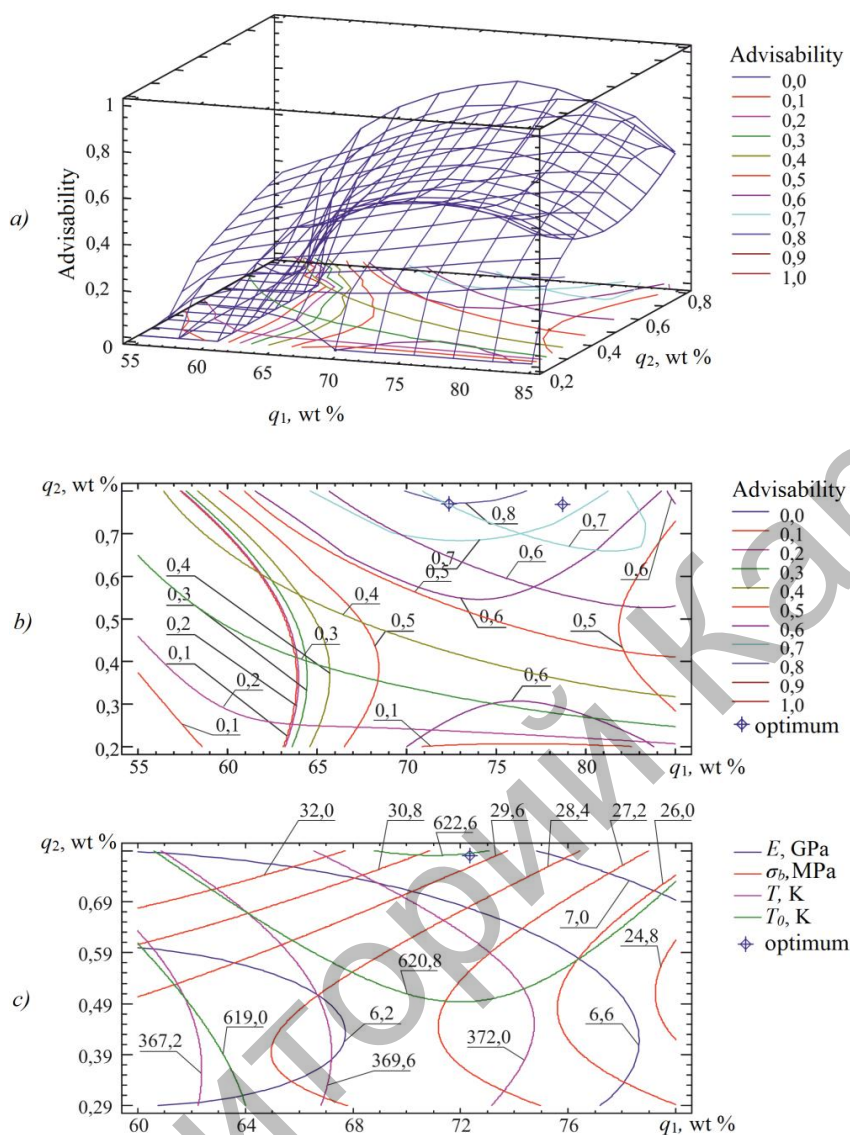 Advisability
0,0
0,1
0,2
0,3
0,4
0,5
0,6
0,7
0,8
0,9
1,0
a)
Advisability
1
0,8
0,6
0,4
0,2
0
55 60 65 70 75 80 85
q1, wt %
0,2 0,4 0,6 0,8
q2, wt %
b)
q2, wt %
0,7
0,6
0,5
0,4
0,3
0,2
55 60 65 70 75 80
q1, wt %
0,8
0,7
0,7
0,6
0,5
0,6
0,6
0,4
0,4
0,3
0,5
0,5
0,2
0,3
0,1
0,2
0,6
0,1
0,1
Advisability
0,0
0,1
0,2
0,3
0,4
0,5
0,6
0,7
0,8
0,9
1,0
optimum
c)
q2, wt %
32,0 30,8 622,6 29,6 28,4 27,2 26,0
0,69
0,59
0,49
0,39
0,29
7,0
620,8
24,8
6,2
6,6
367,2
619,0
369,6
372,0
60 64 68 72 76
q1, wt %
E, GPa
σb, MPa
T, K
T0, K
optimum
иторий Кар